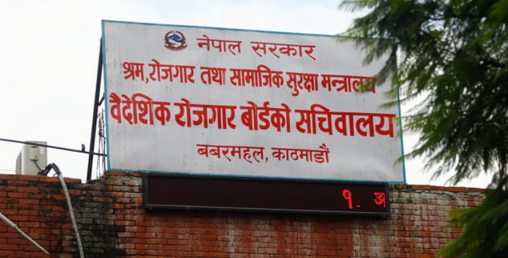 नेपाल सरकार
श्रम,रोजगार तथा सामाजिक सुरक्षा मन्त्रालय
वैदेशिक रोजगार बोर्डको सचिवालय
बबरमहल, काठमाडौं
१. अ